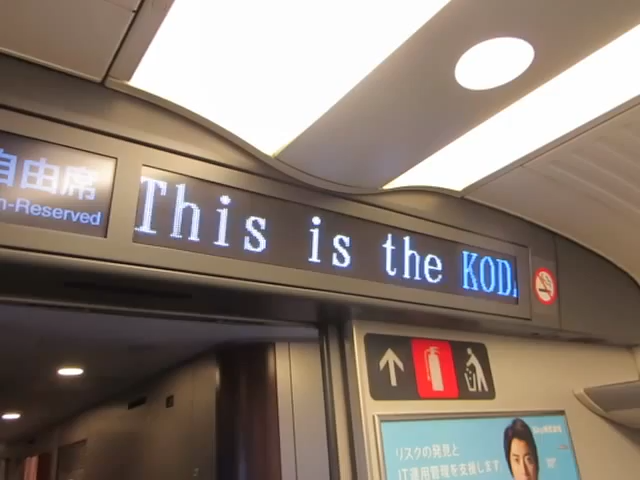 自由席
n-Reserved
This is the KOD
リスクの発見と
IT運用管理を支援します